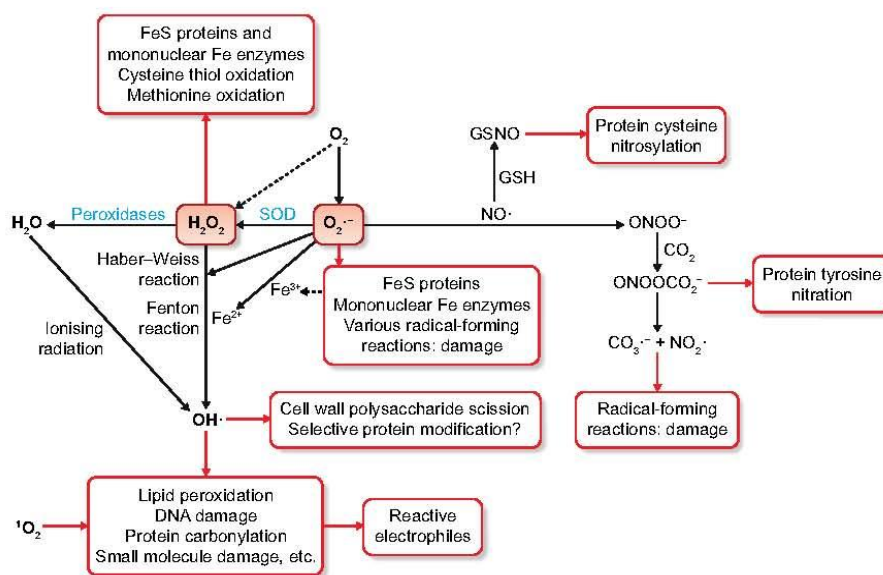 FeS proteins and
mononuclear Fe enzymes
Cysteine thiol oxidation
Methionine oxidation
O₂
GSNO
Protein cysteine
nitrosylation
GSH
H₂O
Peroxidases
H₂O₂
SOD
O₂·⁻
NO·
ONOO⁻
CO₂
Haber–Weiss
reaction
Fenton
reaction
Fe²⁺
Fe³⁺
FeS proteins
Mononuclear Fe enzymes
Various radical-forming
reactions: damage
ONOOCO₂⁻
Protein tyrosine
nitration
Ionising
radiation
CO₃·⁻ + NO₂·
OH·
Cell wall polysaccharide scission
Selective protein modification?
Radical-forming
reactions: damage
¹O₂
Lipid peroxidation
DNA damage
Protein carbonylation
Small molecule damage, etc.
Reactive
electrophiles